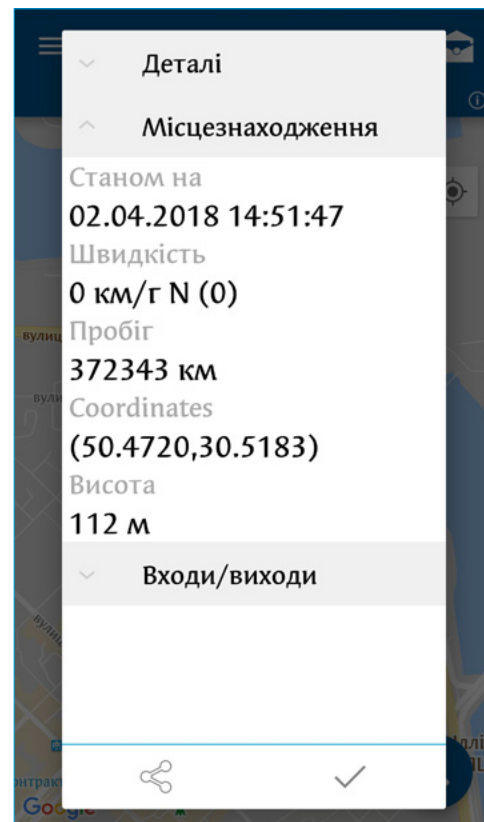 Деталі
Місцезнаходження
Станом на
02.04.2018 14:51:47
Швидкість
0 км/г N (0)
Пробіг
372343 км
Coordinates
(50.4720,30.5183)
Висота
112 м
Входи/виходи
Google